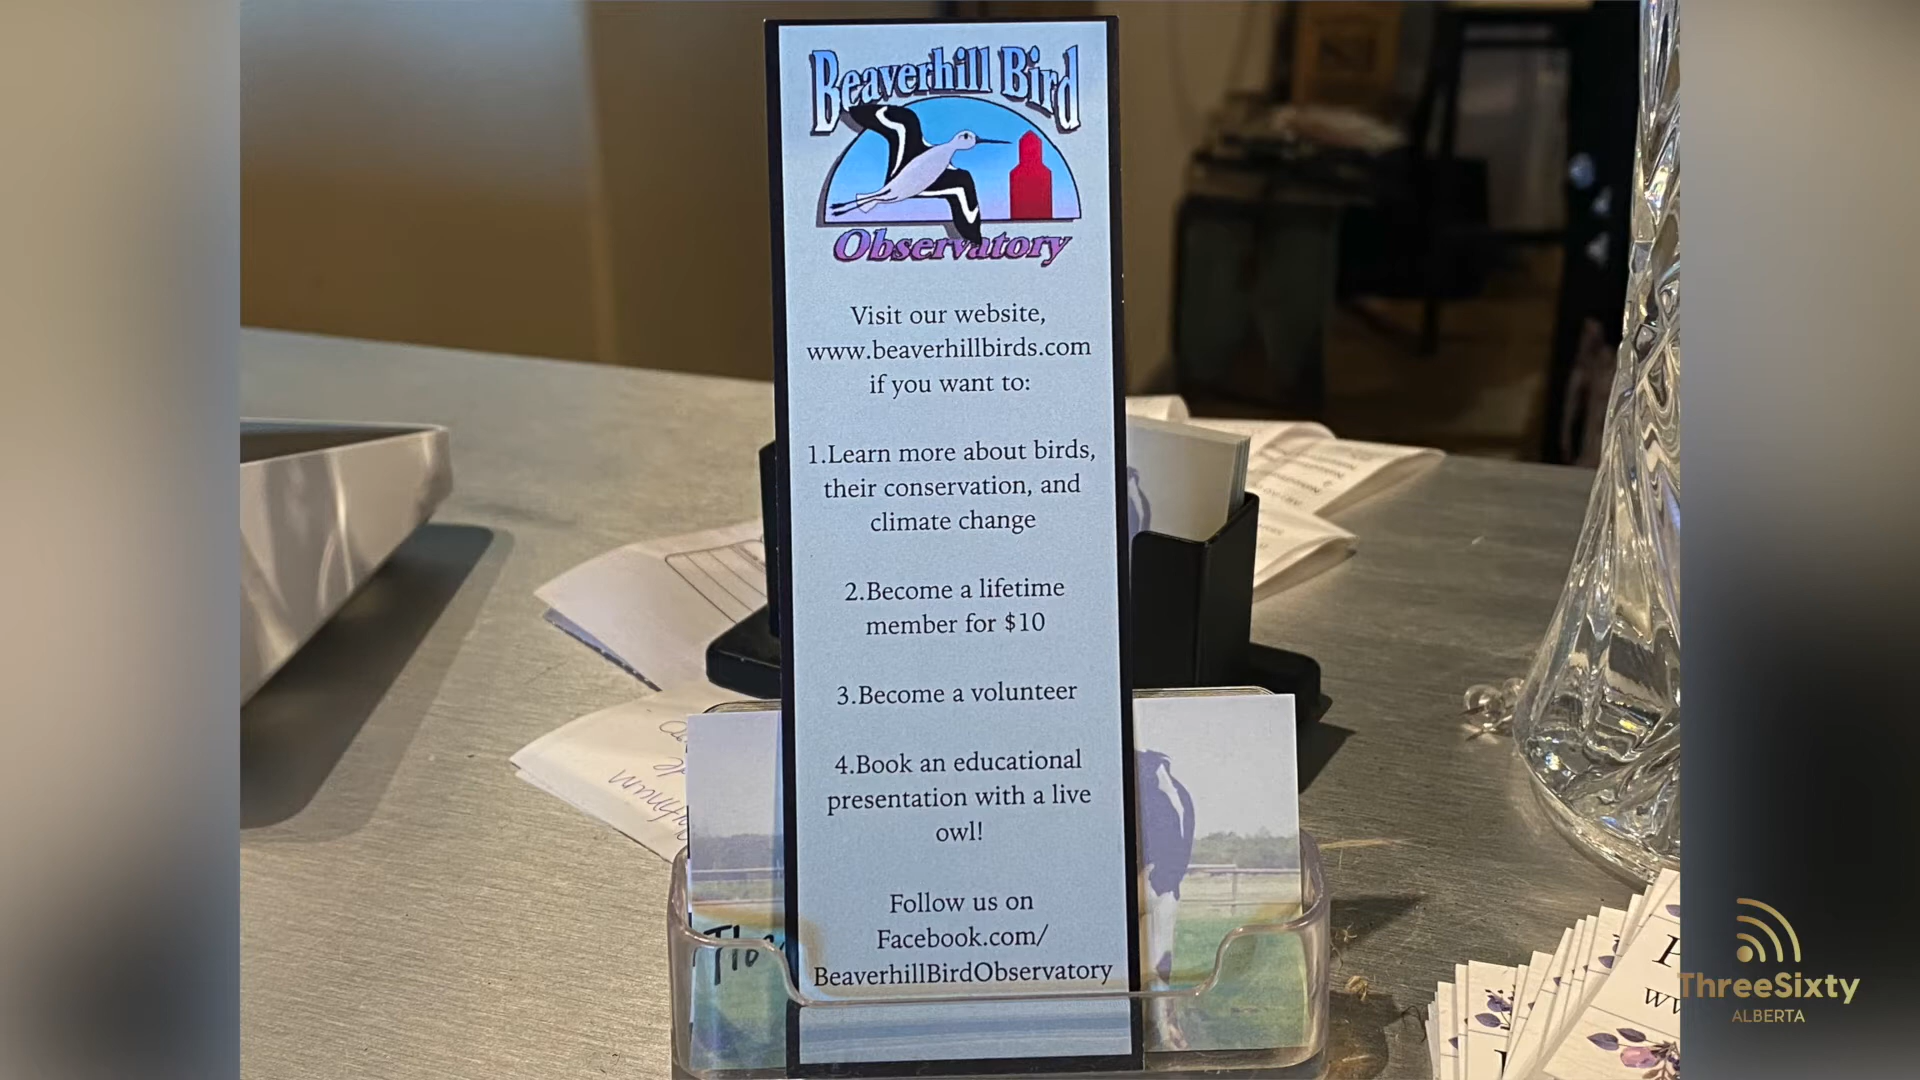 Beaverhill Bird
Observatory
Visit our website,
www.beaverhillbirds.com
if you want to:
1.Learn more about birds,
their conservation, and
climate change
2.Become a lifetime
member for $10
3.Become a volunteer
4.Book an educational
presentation with a live
owl!
Follow us on
Facebook.com/
BeaverhillBirdObservatory
ThreeSixty
ALBERTA